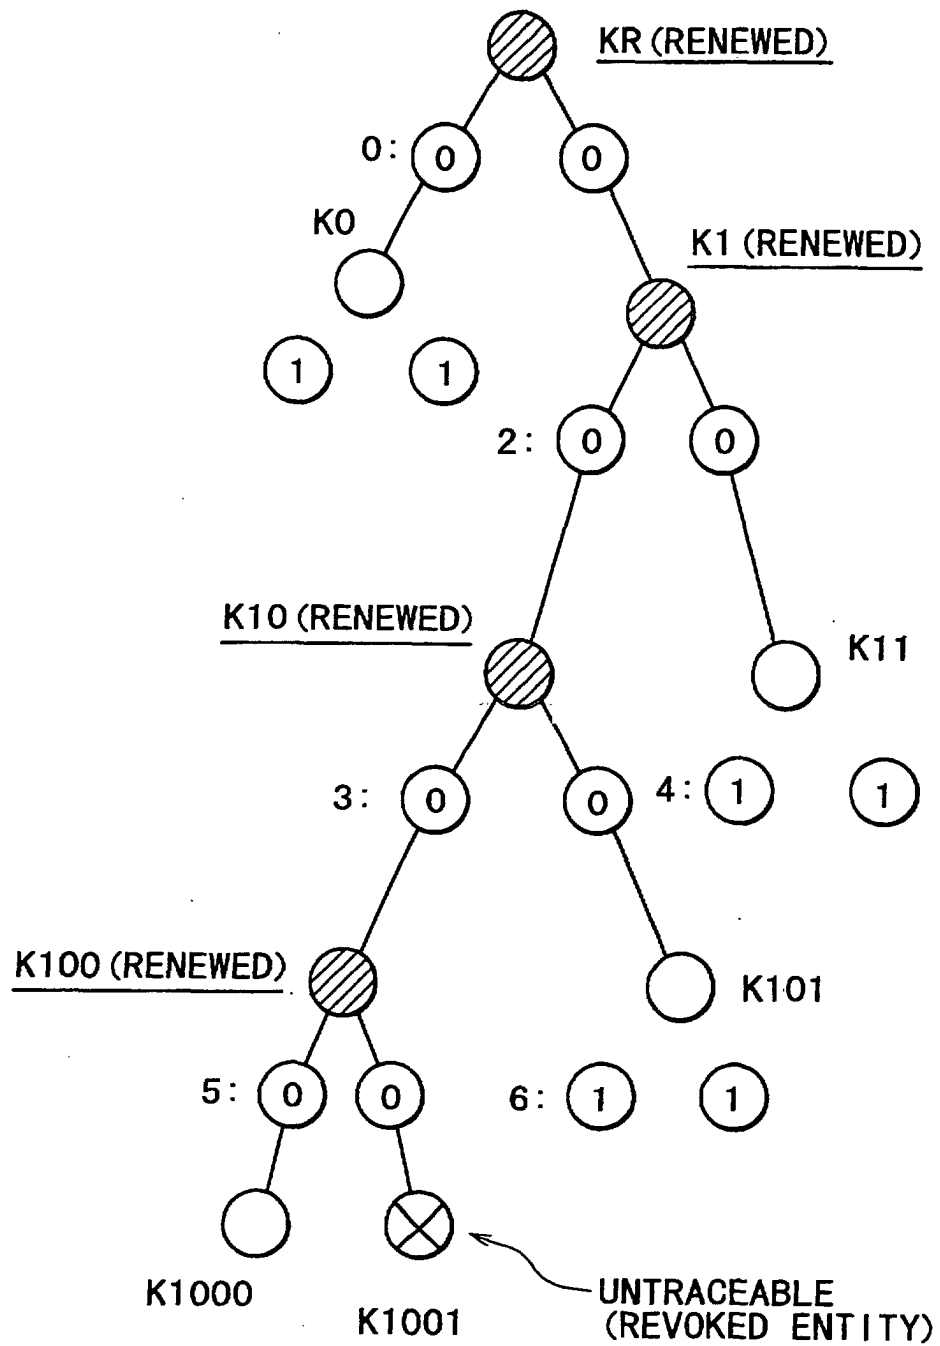 KR (RENEWED)
0: 0 0
K0
K1 (RENEWED)
1 1
2: 0 0
K10 (RENEWED)
K11
3: 0 0 4: 1 1
K100 (RENEWED)
K101
5: 0 0 6: 1 1
K1000
K1001
UNTRACEABLE
(REVOKED ENTITY)